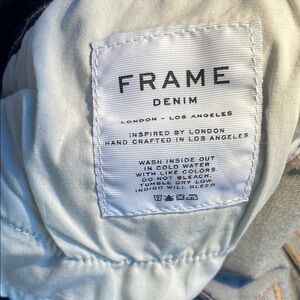 FRAME
DENIM
LONDON - LOS ANGELES
INSPIRED BY LONDON
HAND CRAFTED IN LOS ANGELES
WASH INSIDE OUT
IN COLD WATER
WITH LIKE COLORS
DO NOT BLEACH.
TUMBLE DRY LOW.
INDIGO WILL BLEED.